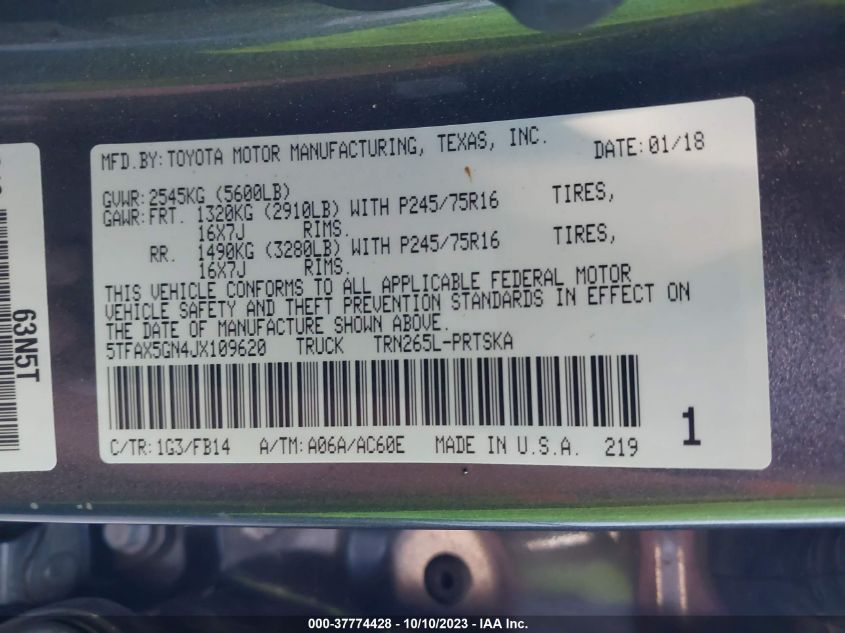 MFD.BY:TOYOTA MOTOR MANUFACTURING, TEXAS, INC. DATE:01/18
GVWR:2545KG (5600LB)
GAWR:FRT. 1320KG (2910LB) WITH P245/75R16 TIRES,
16X7J RIMS.
RR. 1490KG (3280LB) WITH P245/75R16 TIRES,
16X7J RIMS.
THIS VEHICLE CONFORMS TO ALL APPLICABLE FEDERAL MOTOR
VEHICLE SAFETY AND THEFT PREVENTION STANDARDS IN EFFECT ON
THE DATE OF MANUFACTURE SHOWN ABOVE.
5TFAX5GN4JX109620 TRUCK TRN265L-PRTSKA
C/TR:1G3/FB14 A/TM:A06A/AC60E MADE IN U.S.A. 219
1
63N5T
000-37774428 - 10/10/2023 - IAA Inc.